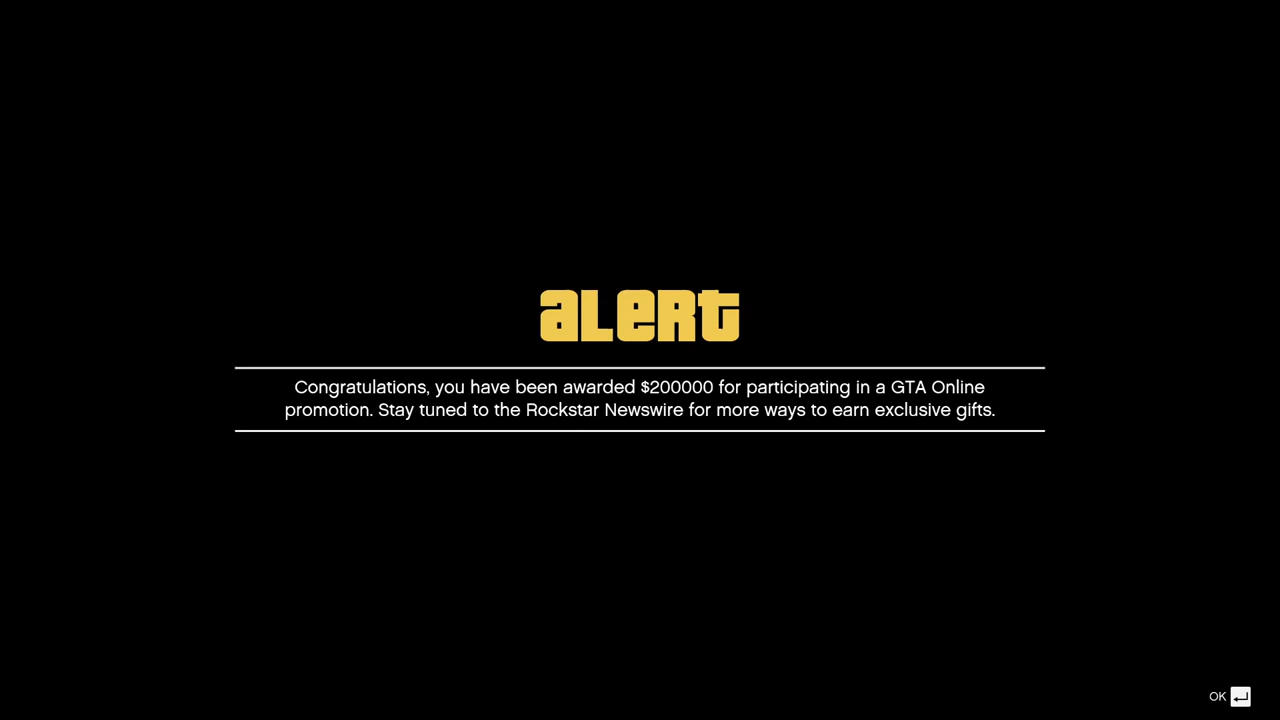 alert
Congratulations, you have been awarded $200000 for participating in a GTA Online
promotion. Stay tuned to the Rockstar Newswire for more ways to earn exclusive gifts.
OK